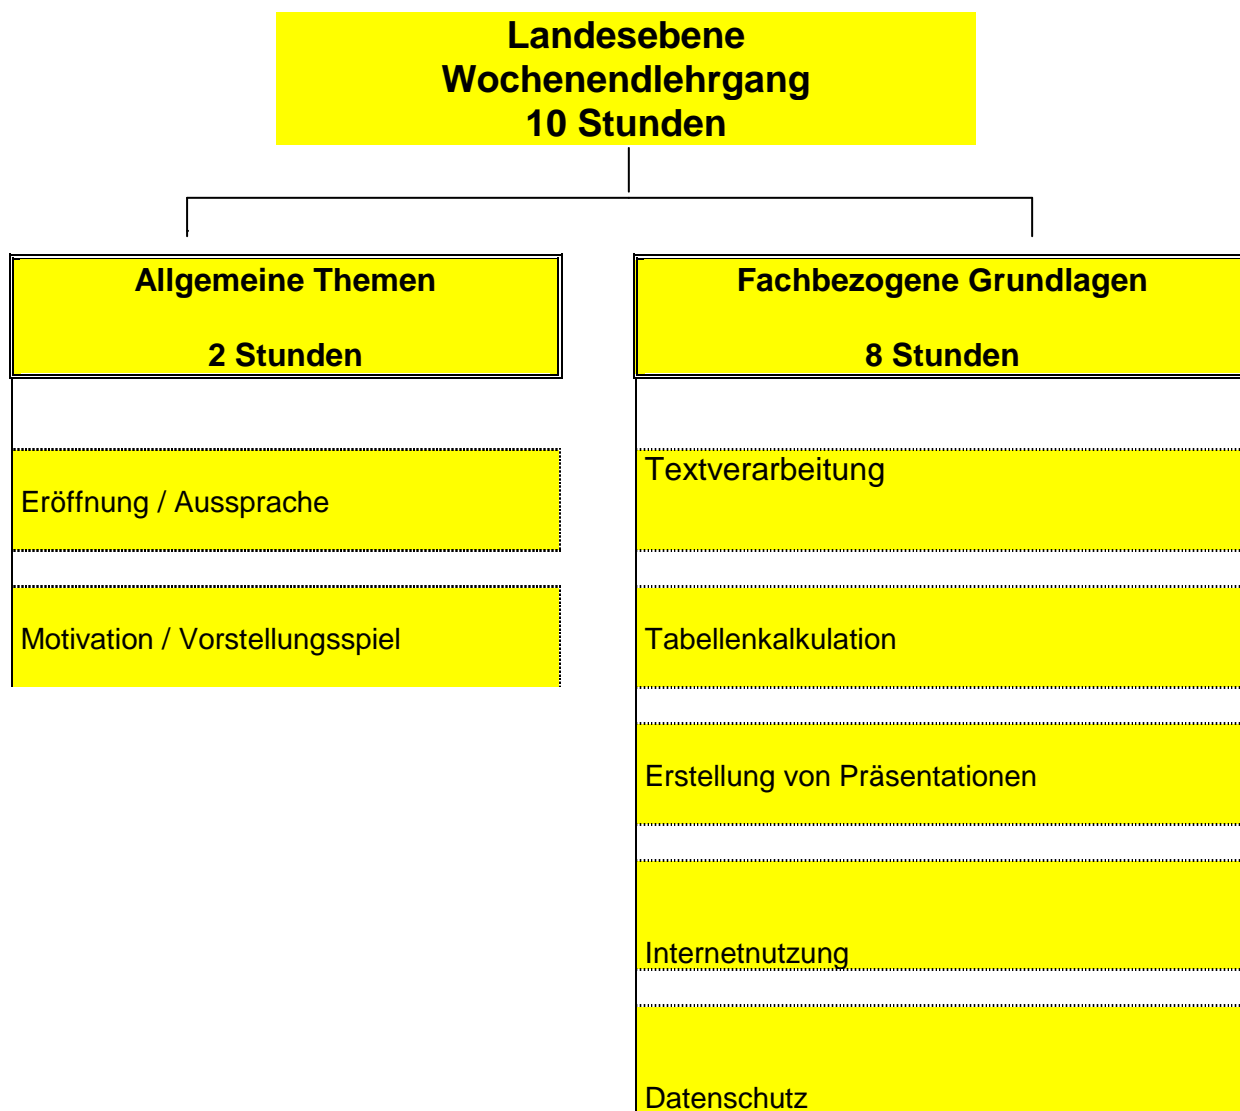 Landesebene
Wochenendlehrgang
10 Stunden
Allgemeine Themen
2 Stunden
Eröffnung / Aussprache
Motivation / Vorstellungsspiel
Fachbezogene Grundlagen
8 Stunden
Textverarbeitung
Tabellenkalkulation
Erstellung von Präsentationen
Internetnutzung
Datenschutz